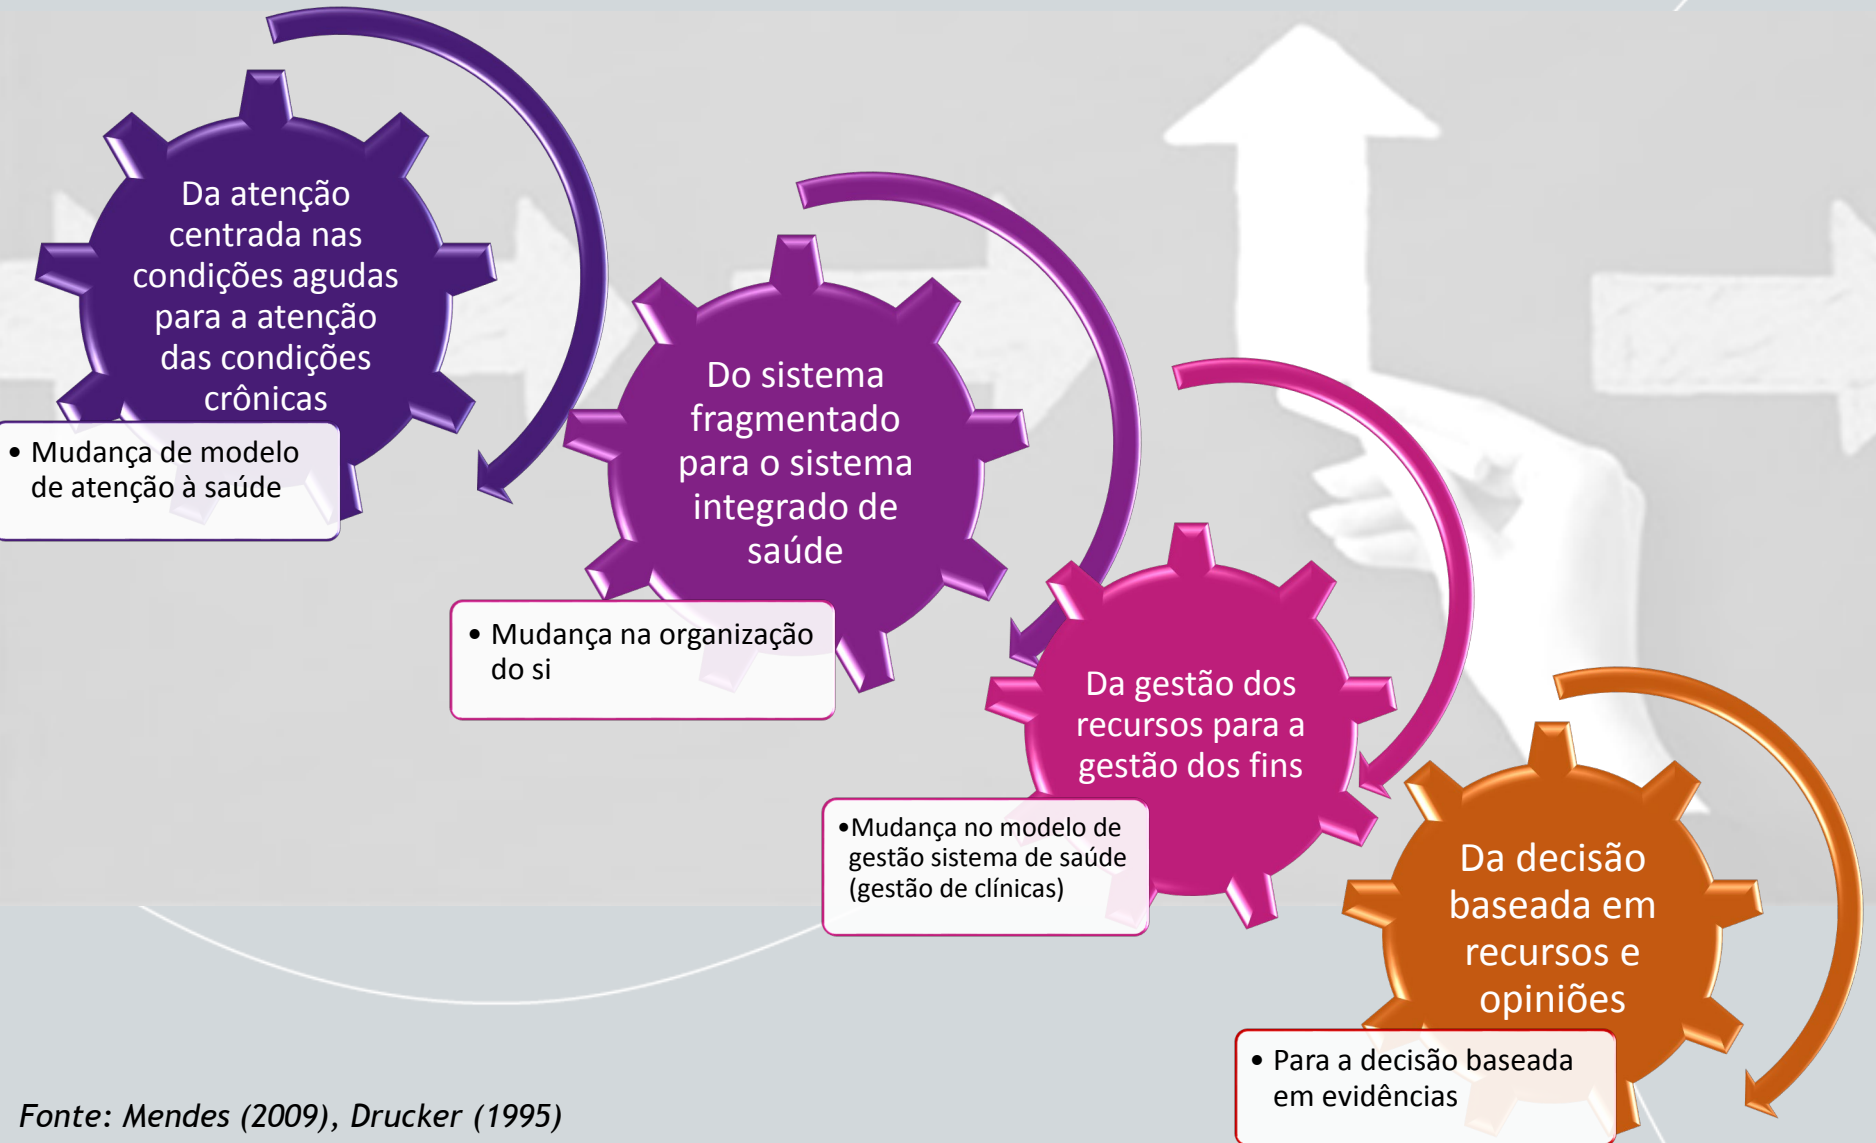 Da atenção
centrada nas
condições agudas
para a atenção
das condições
crônicas
• Mudança de modelo
de atenção à saúde
Do sistema
fragmentado
para o sistema
integrado de
saúde
• Mudança na organização
do si
Da gestão dos
recursos para a
gestão dos fins
•Mudança no modelo de
gestão sistema de saúde
(gestão de clínicas)
Da decisão
baseada em
recursos e
opiniões
• Para a decisão baseada
em evidências
Fonte: Mendes (2009), Drucker (1995)